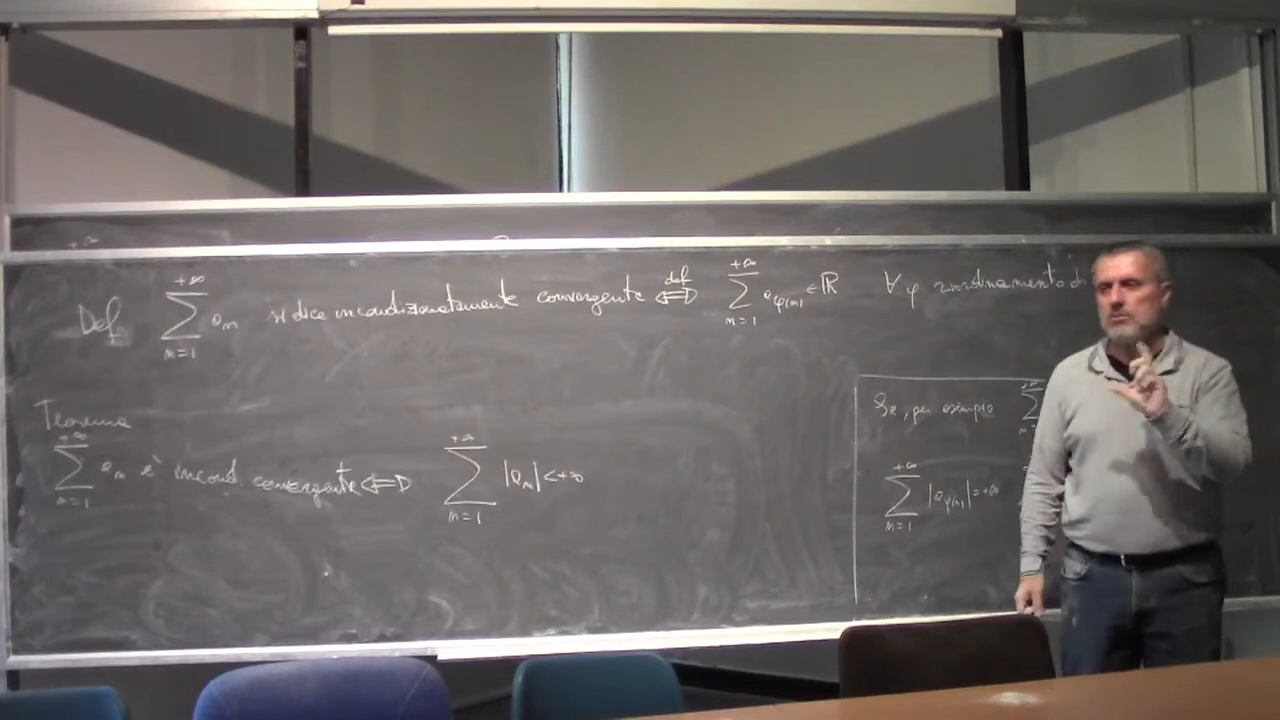 +∞
Def ∑_{n=1}^{+∞} a_n si dice incondizionatamente convergente ⇔^{def} ∑_{n=1}^{+∞} a_{φ(n)} ∈ ℝ ∀ φ riordinamento di
Teorema
∑_{n=1}^{+∞} a_n è incond. convergente ⇔ ∑_{n=1}^{+∞} |a_n| < +∞
Se, per esempio ∑
∑_{n=1}^{+∞} |a_{φ(n)}| = +∞